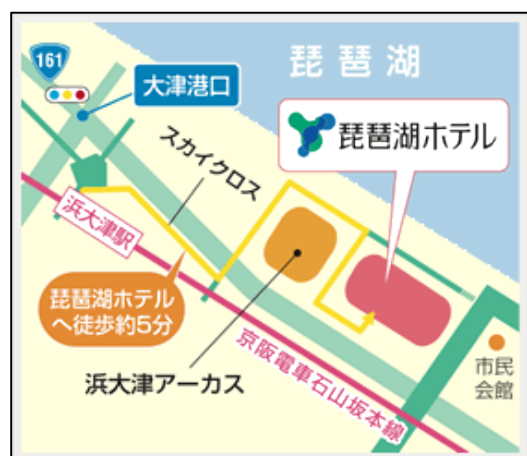 161
大津港口
琵琶湖
琵琶湖ホテル
スカイクロス
浜大津駅
琵琶湖ホテル
へ徒歩約5分
浜大津アーカス
京阪電車石山坂本線
市民
会館